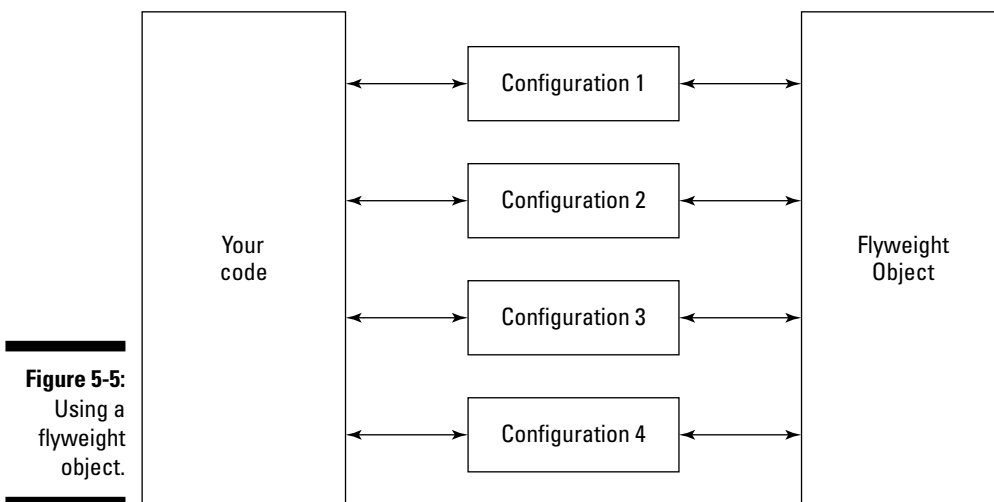 Configuration 1
Configuration 2
Your
code
Flyweight
Object
Configuration 3
Configuration 4
Figure 5-5:
Using a
flyweight
object.